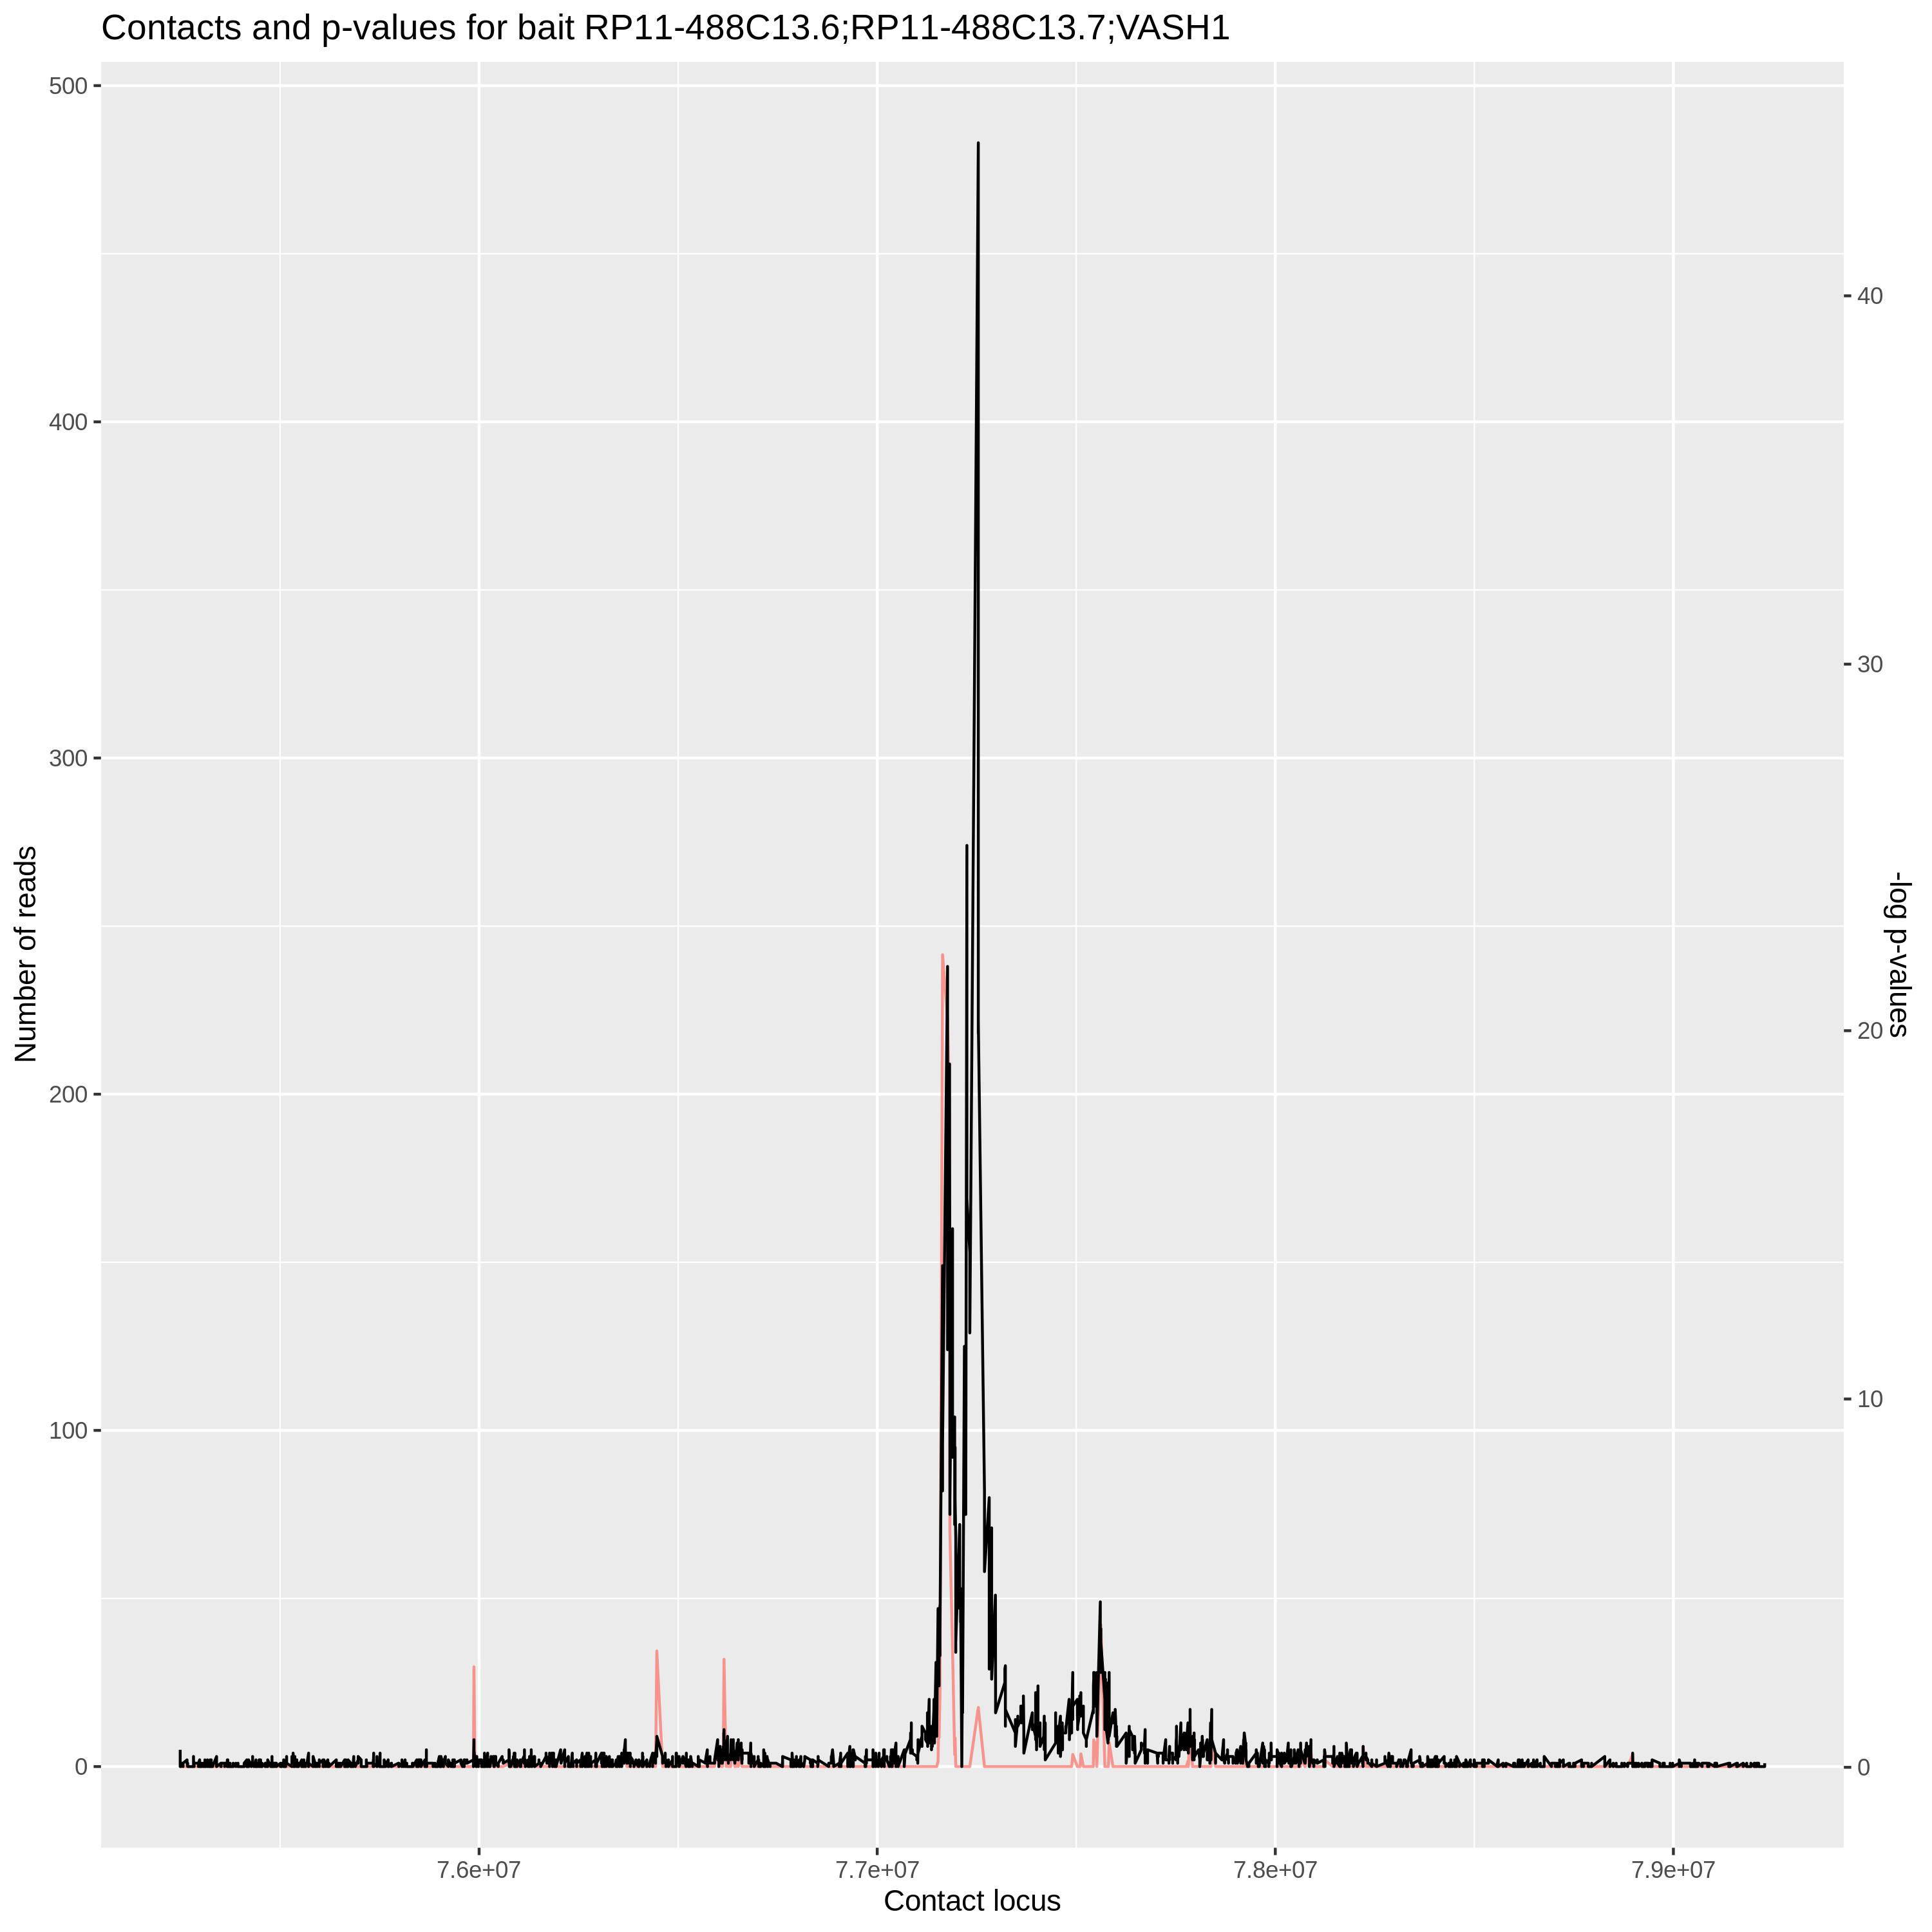 Contacts and p-values for bait RP11-488C13.6;RP11-488C13.7;VASH1
500
400
300
200
100
0
Number of reads
40
30
20
10
0
-log p-values
7.6e+07
7.7e+07
7.8e+07
7.9e+07
Contact locus